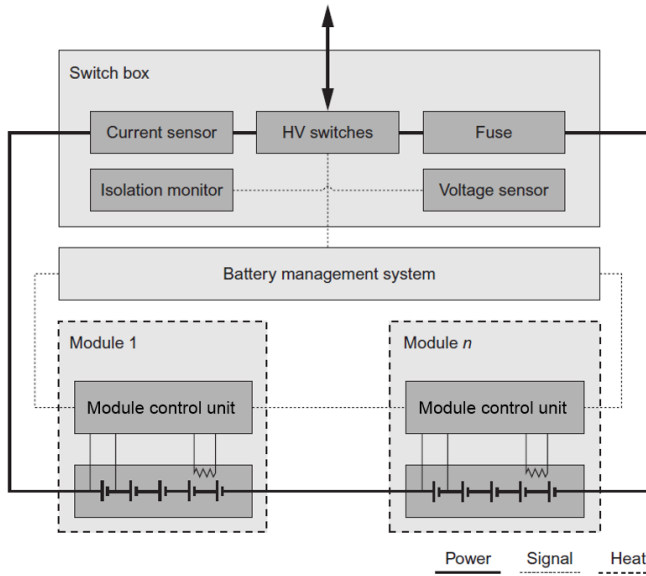 Switch box
Current sensor
HV switches
Fuse
Isolation monitor
Voltage sensor
Battery management system
Module 1
Module n
Module control unit
Module control unit
Power
Signal
Heat